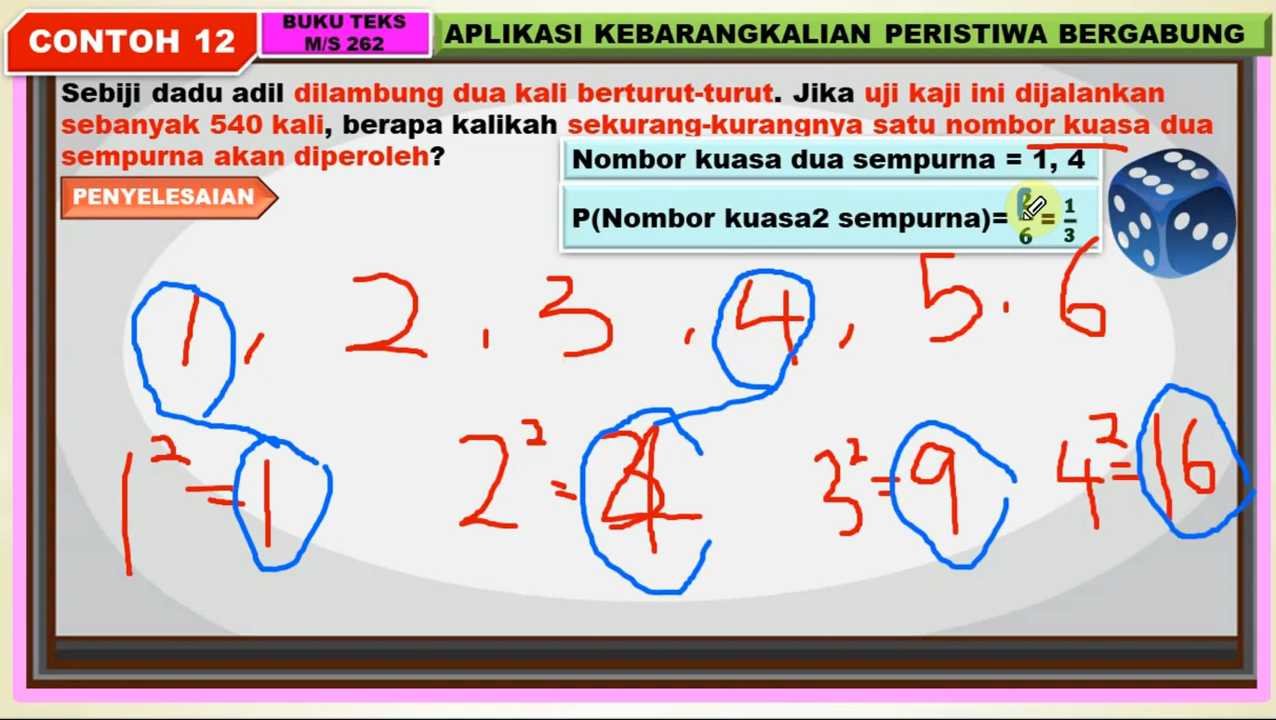 CONTOH 12
BUKU TEKS
M/S 262
APLIKASI KEBARANGKALIAN PERISTIWA BERGABUNG
Sebiji dadu adil dilambung dua kali berturut-turut. Jika uji kaji ini dijalankan
sebanyak 540 kali, berapa kalikah sekurang-kurangnya satu nombor kuasa dua
sempurna akan diperoleh?
Nombor kuasa dua sempurna = 1, 4
PENYELESAIAN
P(Nombor kuasa2 sempurna)= 2/6 = 1/3
1, 2, 3, 4, 5, 6
1² = 1 2² = 4 3² = 9 4² = 16